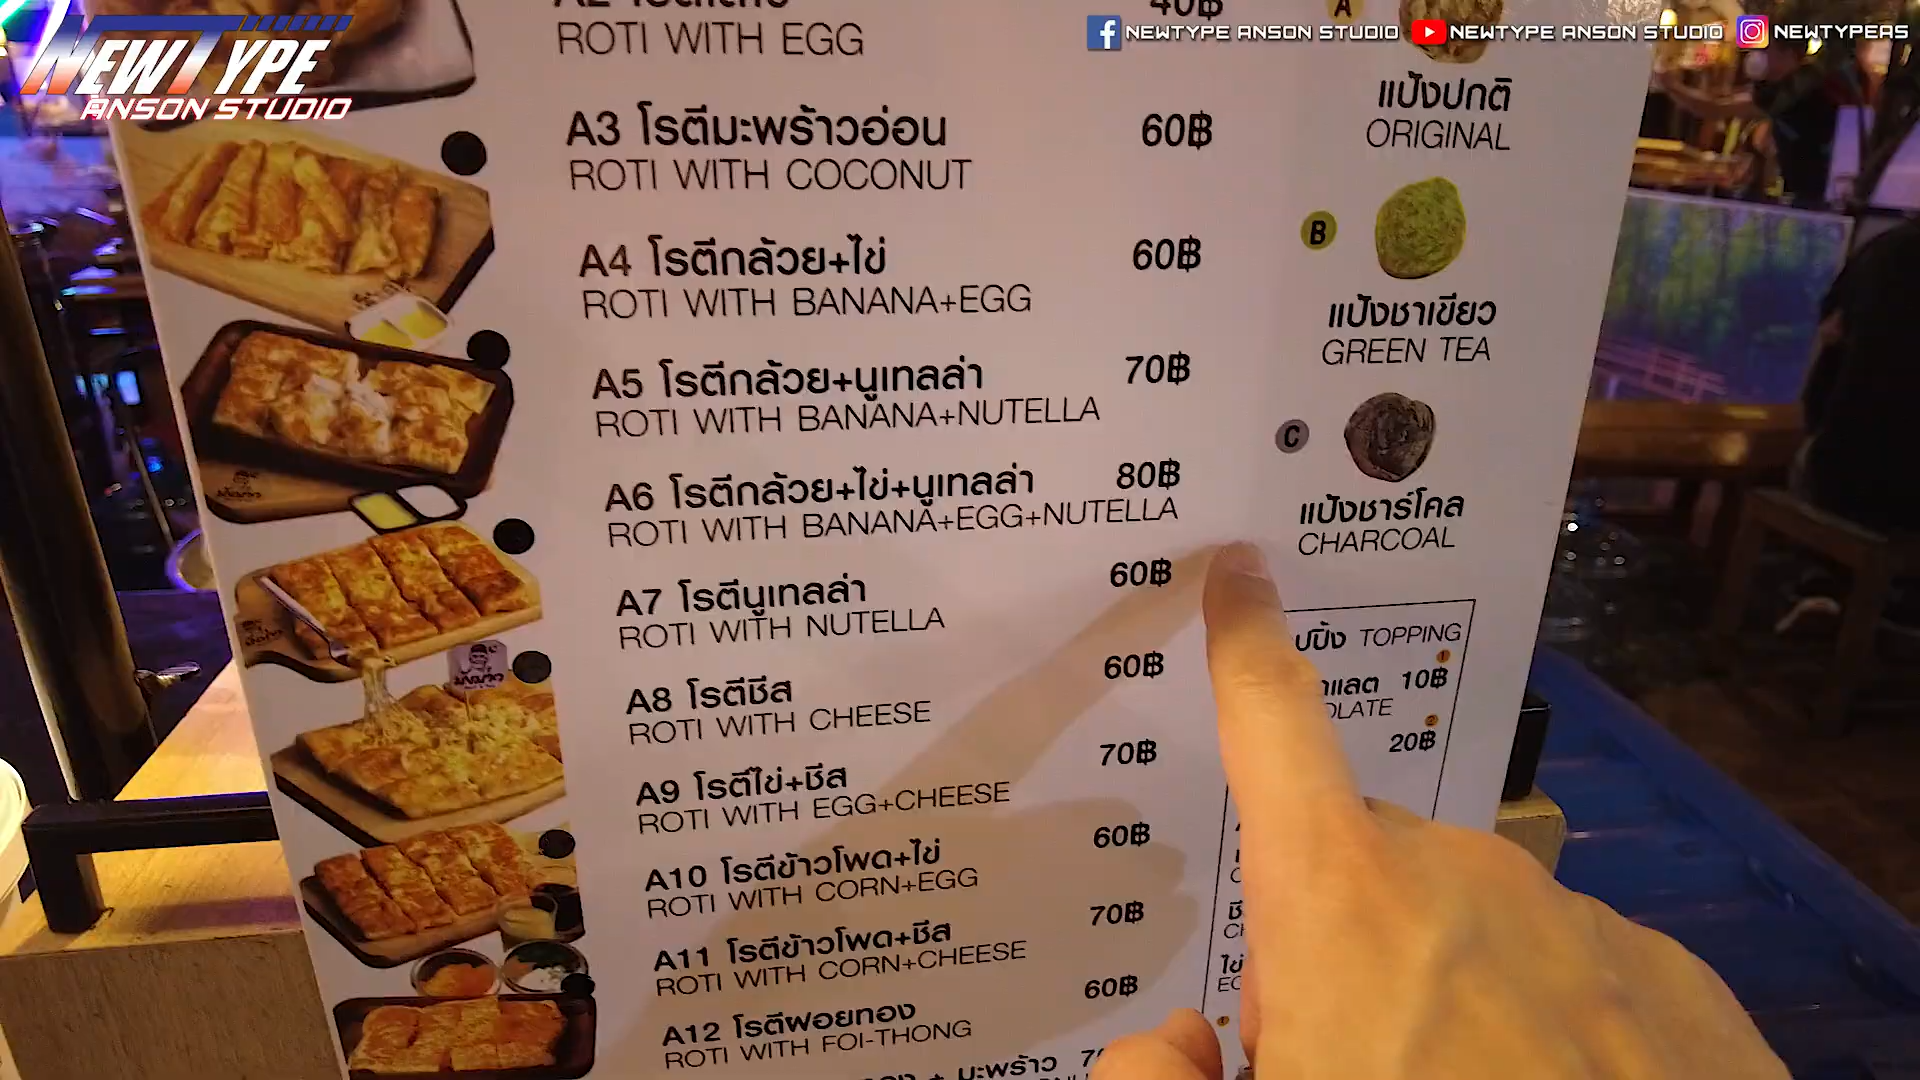 NEWTYPE
ANSON STUDIO
NEWTYPE ANSON STUDIO
NEWTYPE ANSON STUDIO
NEWTYPEAS
40฿
ROTI WITH EGG
A3 โรตีมะพร้าวอ่อน 60฿
ROTI WITH COCONUT
A4 โรตีกล้วย+ไข่ 60฿
ROTI WITH BANANA+EGG
A5 โรตีกล้วย+นูเทลล่า 70฿
ROTI WITH BANANA+NUTELLA
A6 โรตีกล้วย+ไข่+นูเทลล่า 80฿
ROTI WITH BANANA+EGG+NUTELLA
A7 โรตีนูเทลล่า 60฿
ROTI WITH NUTELLA
A8 โรตีชีส 60฿
ROTI WITH CHEESE
A9 โรตีไข่+ชีส 70฿
ROTI WITH EGG+CHEESE
A10 โรตีข้าวโพด+ไข่ 60฿
ROTI WITH CORN+EGG
A11 โรตีข้าวโพด+ชีส 70฿
ROTI WITH CORN+CHEESE
A12 โรตีฝอยทอง 60฿
ROTI WITH FOI-THONG
+ มะพร้าว
A
แป้งปกติ
ORIGINAL
B
แป้งชาเขียว
GREEN TEA
C
แป้งชาร์โคล
CHARCOAL
TOPPING
10฿
20฿